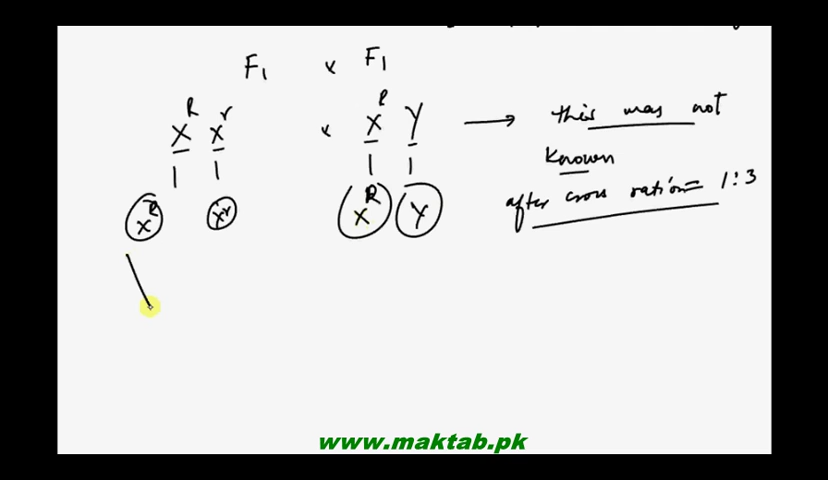 F₁ x F₁
Xᴿ Xʳ x Xᴿ Y → this was not
known
after cross ration = 1:3
Xᴿ Xʳ Xᴿ Y
www.maktab.pk